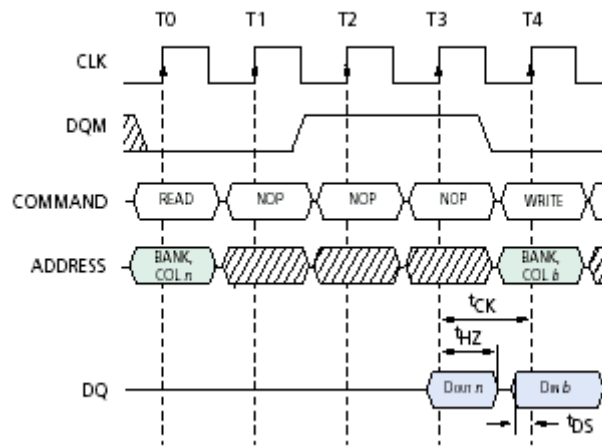 T0 T1 T2 T3 T4
CLK
DQM
COMMAND READ NOP NOP NOP WRITE
ADDRESS BANK, COL n BANK, COL b
tCK
tHZ
DQ DOUT n DIN b
tDS